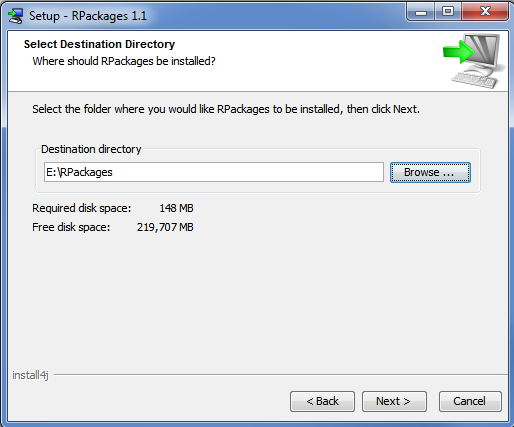 Setup - RPackages 1.1
Select Destination Directory
Where should RPackages be installed?
Select the folder where you would like RPackages to be installed, then click Next.
Destination directory
E:\RPackages
Browse ...
Required disk space: 148 MB
Free disk space: 219,707 MB
install4j
< Back
Next >
Cancel